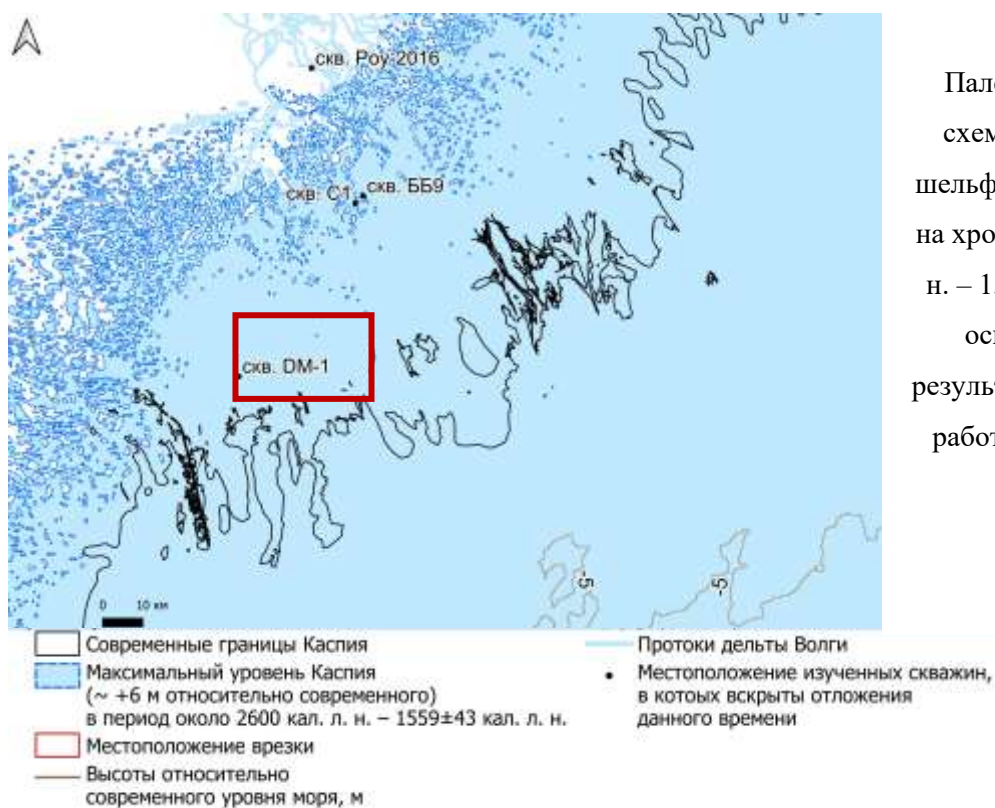 скв. Роу-2016
скв. С1
скв. ББ9
скв. DM-1
-5
-5
0 10 км
Пале
схем
шельф
на хро
н. – 1
осн
резуль
работ
Современные границы Каспия
Максимальный уровень Каспия
(~ +6 м относительно современного)
в период около 2600 кал. л. н. – 1559±43 кал. л. н.
Местоположение врезки
Высоты относительно
современного уровня моря, м
Протоки дельты Волги
Местоположение изученных скважин,
в котоых вскрыты отложения
данного времени